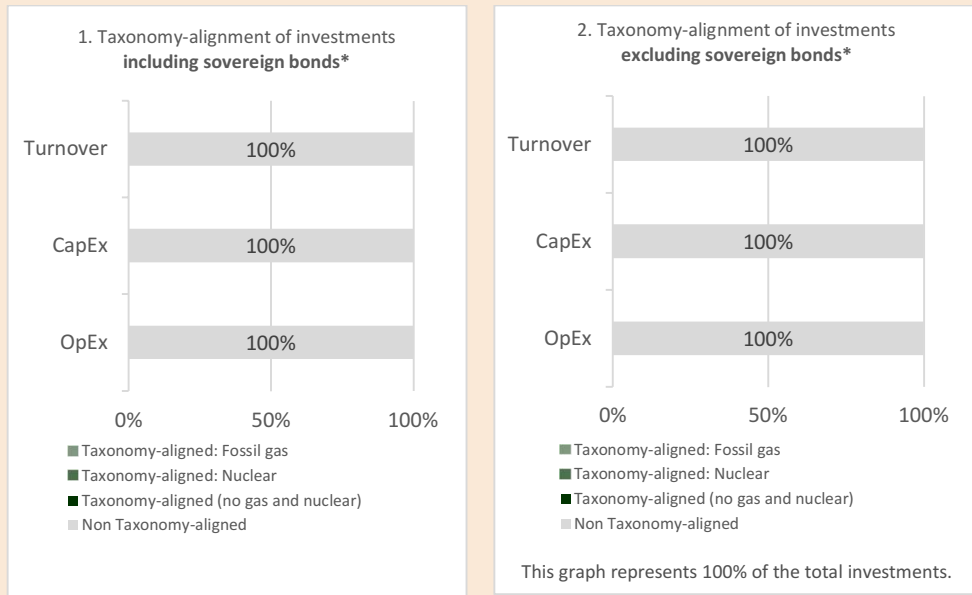 1. Taxonomy-alignment of investments
including sovereign bonds*
Turnover
100%
CapEx
100%
OpEx
100%
0%
50%
100%
Taxonomy-aligned: Fossil gas
Taxonomy-aligned: Nuclear
Taxonomy-aligned (no gas and nuclear)
Non Taxonomy-aligned
2. Taxonomy-alignment of investments
excluding sovereign bonds*
Turnover
100%
CapEx
100%
OpEx
100%
0%
50%
100%
Taxonomy-aligned: Fossil gas
Taxonomy-aligned: Nuclear
Taxonomy-aligned (no gas and nuclear)
Non Taxonomy-aligned
This graph represents 100% of the total investments.